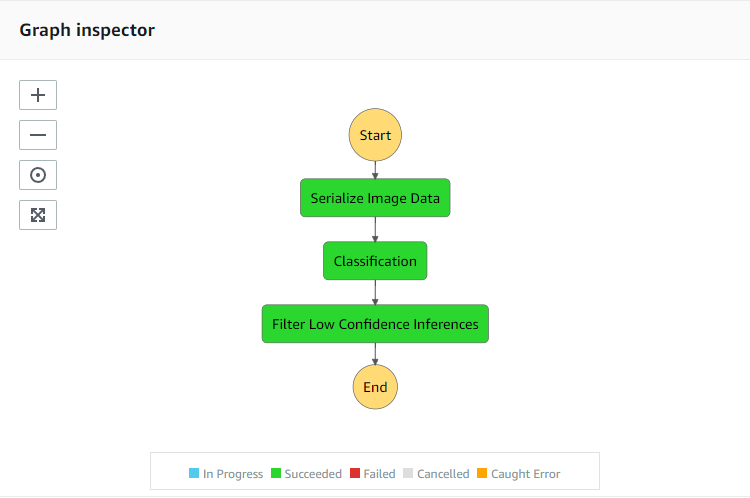 Graph inspector
Start
Serialize Image Data
Classification
Filter Low Confidence Inferences
End
In Progress Succeeded Failed Cancelled Caught Error